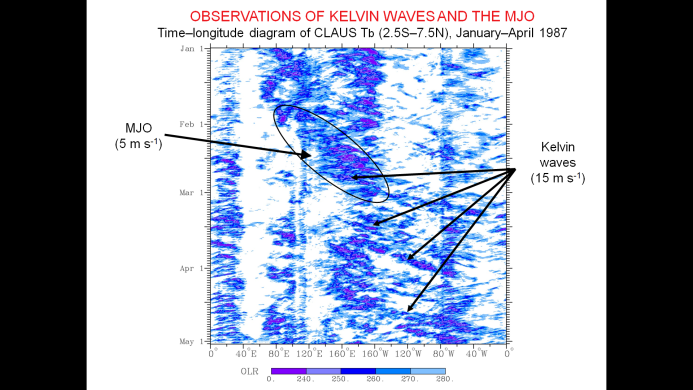 OBSERVATIONS OF KELVIN WAVES AND THE MJO
Time–longitude diagram of CLAUS Tb (2.5S–7.5N), January–April 1987
Jan 1
Feb 1
Mar 1
Apr 1
May 1
MJO
(5 m s-1)
Kelvin
waves
(15 m s-1)
0° 40°E 80°E 120°E 160°E 160°W 120°W 80°W 40°W 0°
OLR
0. 240. 250. 260. 270. 280.